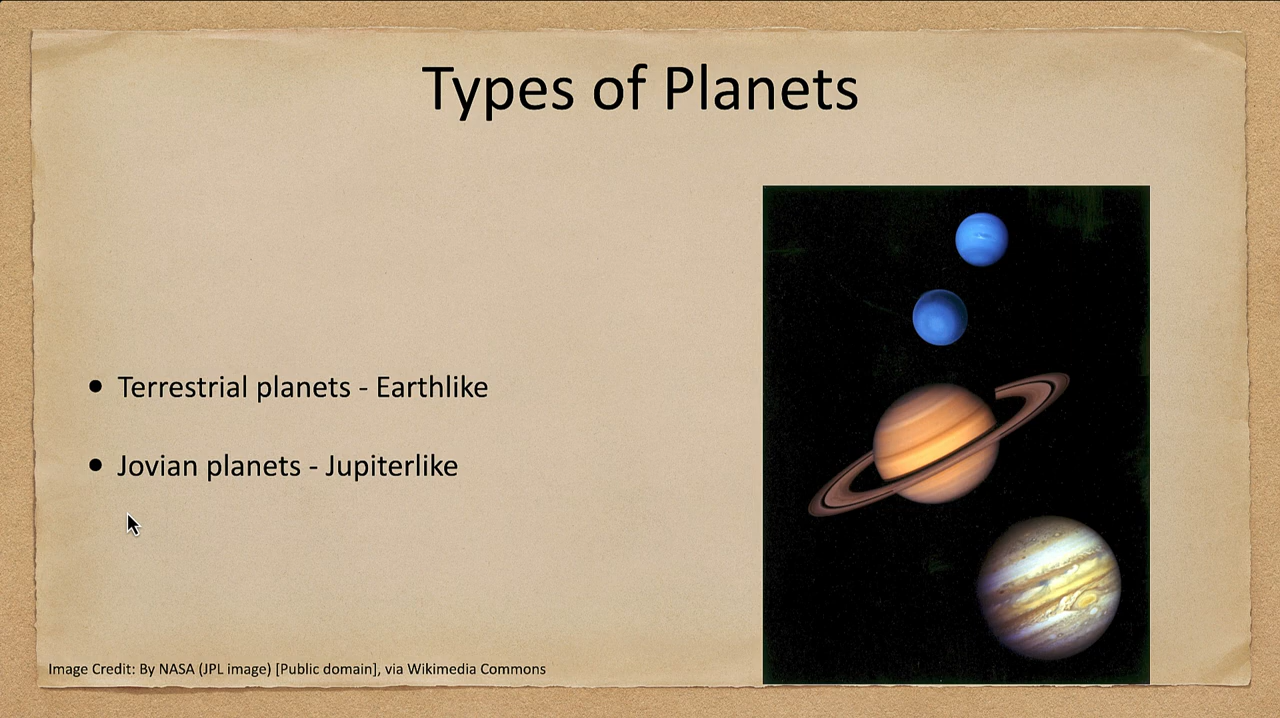 Types of Planets
• Terrestrial planets - Earthlike
• Jovian planets - Jupiterlike
Image Credit: By NASA (JPL image) [Public domain], via Wikimedia Commons